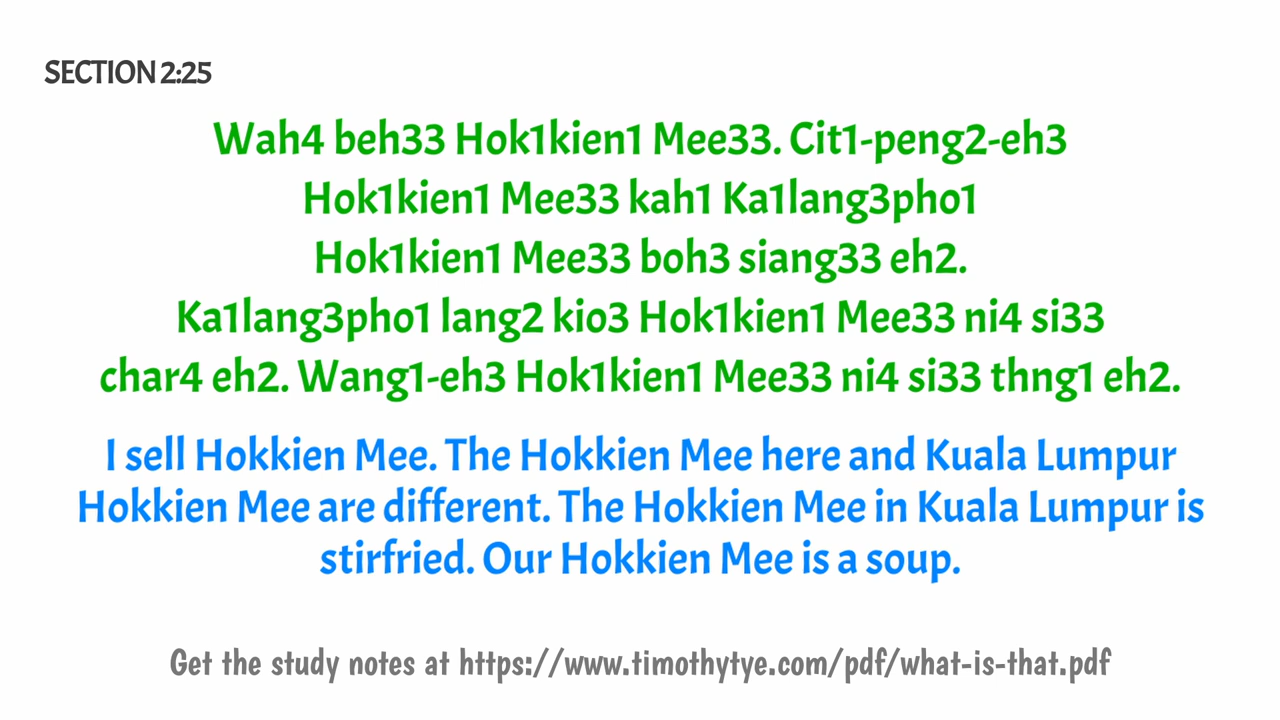 SECTION 2:25
Wah4 beh33 Hok1kien1 Mee33. Cit1-peng2-eh3
Hok1kien1 Mee33 kah1 Ka1lang3pho1
Hok1kien1 Mee33 boh3 siang33 eh2.
Ka1lang3pho1 lang2 kio3 Hok1kien1 Mee33 ni4 si33
char4 eh2. Wang1-eh3 Hok1kien1 Mee33 ni4 si33 thng1 eh2.
I sell Hokkien Mee. The Hokkien Mee here and Kuala Lumpur
Hokkien Mee are different. The Hokkien Mee in Kuala Lumpur is
stirfried. Our Hokkien Mee is a soup.
Get the study notes at https://www.timothytye.com/pdf/what-is-that.pdf